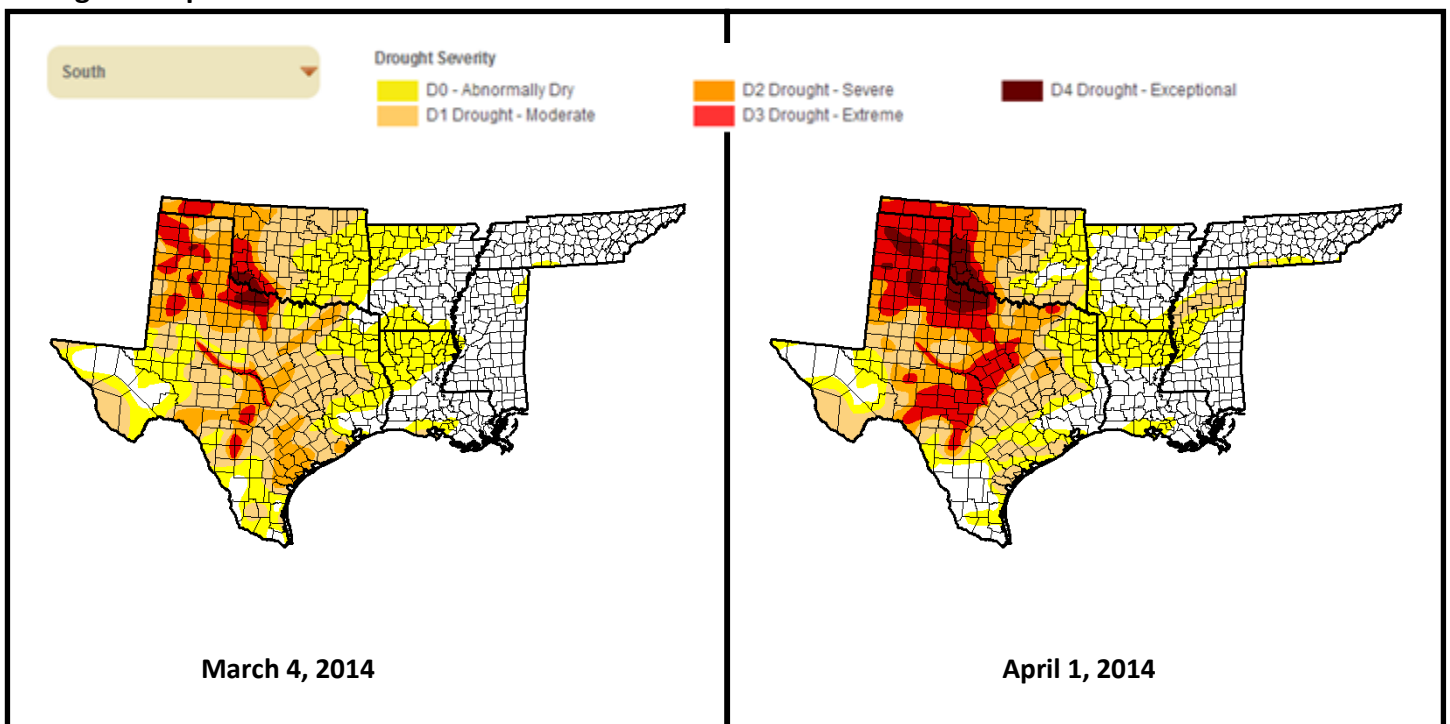 South
Drought Severity
D0 - Abnormally Dry
D1 Drought - Moderate
D2 Drought - Severe
D3 Drought - Extreme
D4 Drought - Exceptional
March 4, 2014
April 1, 2014